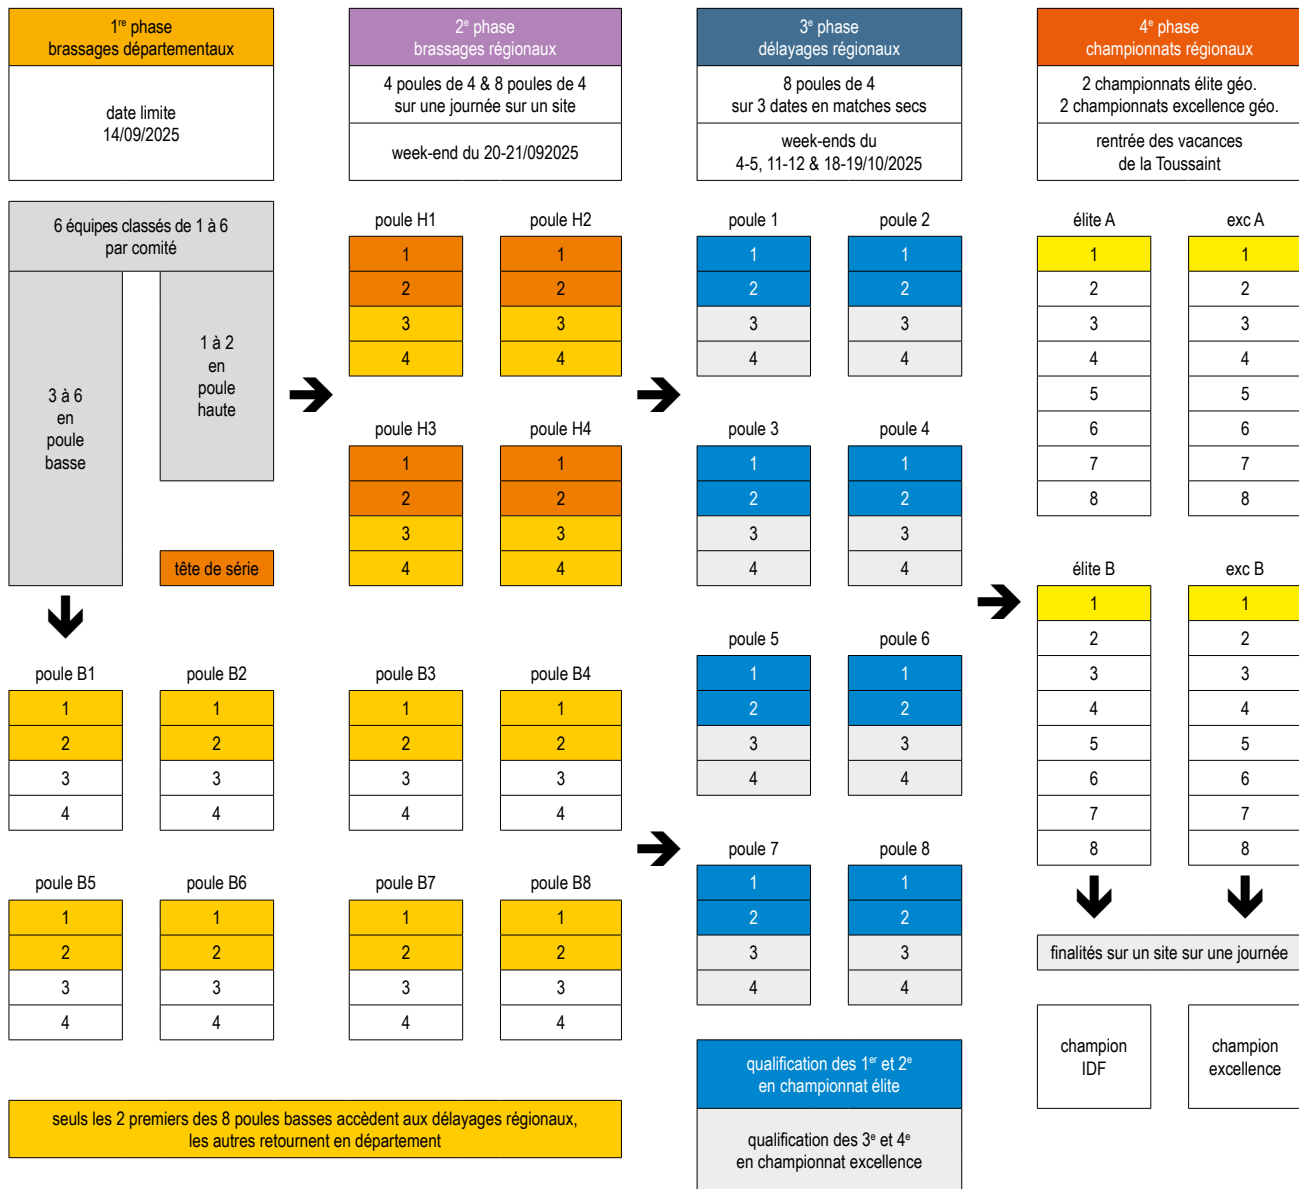 1re phase
brassages départementaux
date limite
14/09/2025
2e phase
brassages régionaux
4 poules de 4 & 8 poules de 4
sur une journée sur un site
week-end du 20-21/092025
3e phase
délayages régionaux
8 poules de 4
sur 3 dates en matches secs
week-ends du
4-5, 11-12 & 18-19/10/2025
4e phase
championnats régionaux
2 championnats élite géo.
2 championnats excellence géo.
rentrée des vacances
de la Toussaint
6 équipes classés de 1 à 6
par comité
3 à 6
en
poule
basse
1 à 2
en
poule
haute
tête de série
poule H1
1
2
3
4
poule H2
1
2
3
4
poule H3
1
2
3
4
poule H4
1
2
3
4
poule B1
1
2
3
4
poule B2
1
2
3
4
poule B3
1
2
3
4
poule B4
1
2
3
4
poule B5
1
2
3
4
poule B6
1
2
3
4
poule B7
1
2
3
4
poule B8
1
2
3
4
seuls les 2 premiers des 8 poules basses accèdent aux délayages régionaux,
les autres retournent en département
poule 1
1
2
3
4
poule 2
1
2
3
4
poule 3
1
2
3
4
poule 4
1
2
3
4
poule 5
1
2
3
4
poule 6
1
2
3
4
poule 7
1
2
3
4
poule 8
1
2
3
4
qualification des 1er et 2e
en championnat élite
qualification des 3e et 4e
en championnat excellence
élite A
1
2
3
4
5
6
7
8
exc A
1
2
3
4
5
6
7
8
élite B
1
2
3
4
5
6
7
8
exc B
1
2
3
4
5
6
7
8
finalités sur un site sur une journée
champion
IDF
champion
excellence